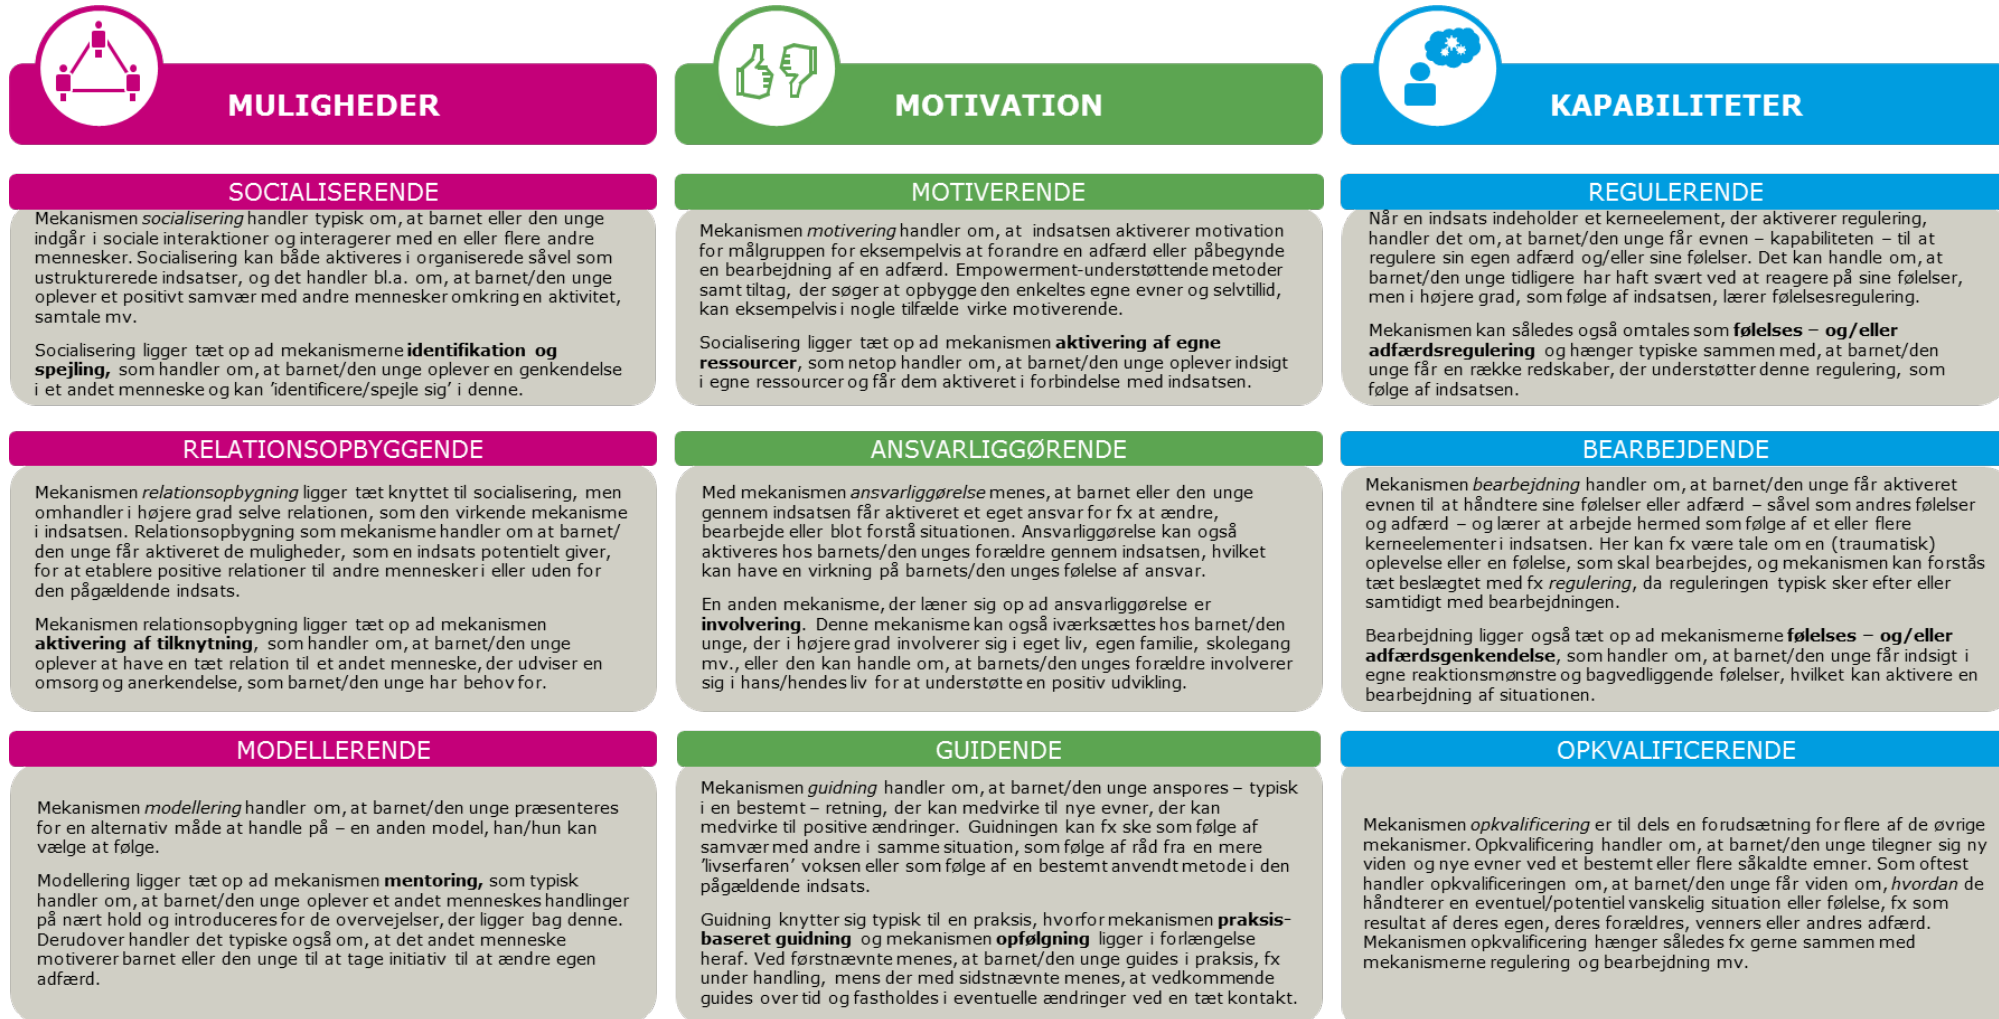 MULIGHEDER
SOCIALISERENDE
Mekanismen socialisering handler typisk om, at barnet eller den unge
indgår i sociale interaktioner og interagerer med en eller flere andre
mennesker. Socialisering kan både aktiveres i organiserede såvel som
ustrukturerede indsatser, og det handler bl.a. om, at barnet/den unge
oplever et positivt samvær med andre mennesker omkring en aktivitet,
samtale mv.
Socialisering ligger tæt op ad mekanismerne identifikation og
spejling, som handler om, at barnet/den unge oplever en genkendelse
i et andet menneske og kan ’identificere/spejle sig’ i denne.
RELATIONSOPBYGGENDE
Mekanismen relationsopbygning ligger tæt knyttet til socialisering, men
omhandler i højere grad selve relationen, som den virkende mekanisme
i indsatsen. Relationsopbygning som mekanisme handler om at barnet/
den unge får aktiveret de muligheder, som en indsats potentielt giver,
for at etablere positive relationer til andre mennesker i eller uden for
den pågældende indsats.
Mekanismen relationsopbygning ligger tæt op ad mekanismen
aktivering af tilknytning, som handler om, at barnet/den unge
oplever at have en tæt relation til et andet menneske, der udviser en
omsorg og anerkendelse, som barnet/den unge har behov for.
MODELLERENDE
Mekanismen modellering handler om, at barnet/den unge præsenteres
for en alternativ måde at handle på – en anden model, han/hun kan
vælge at følge.
Modellering ligger tæt op ad mekanismen mentoring, som typisk
handler om, at barnet/den unge oplever et andet menneskes handlinger
på nært hold og introduceres for de overvejelser, der ligger bag denne.
Derudover handler det typiske også om, at det andet menneske
motiverer barnet eller den unge til at tage initiativ til at ændre egen
adfærd.
MOTIVATION
MOTIVERENDE
Mekanismen motivering handler om, at indsatsen aktiverer motivation
for målgruppen for eksempelvis at forandre en adfærd eller påbegynde
en bearbejdning af en adfærd. Empowerment-understøttende metoder
samt tiltag, der søger at opbygge den enkeltes egne evner og selvtillid,
kan eksempelvis i nogle tilfælde virke motiverende.
Socialisering ligger tæt op ad mekanismen aktivering af egne
ressourcer, som netop handler om, at barnet/den unge oplever indsigt
i egne ressourcer og får dem aktiveret i forbindelse med indsatsen.
ANSVARLIGGØRENDE
Med mekanismen ansvarliggørelse menes, at barnet eller den unge
gennem indsatsen får aktiveret et eget ansvar for fx at ændre,
bearbejde eller blot forstå situationen. Ansvarliggørelse kan også
aktiveres hos barnets/den unges forældre gennem indsatsen, hvilket
kan have en virkning på barnets/den unges følelse af ansvar.
En anden mekanisme, der læner sig op ad ansvarliggørelse er
involvering. Denne mekanisme kan også iværksættes hos barnet/den
unge, der i højere grad involverer sig i eget liv, egen familie, skolegang
mv., eller den kan handle om, at barnets/den unges forældre involverer
sig i hans/hendes liv for at understøtte en positiv udvikling.
GUIDENDE
Mekanismen guidning handler om, at barnet/den unge anspores – typisk
i en bestemt – retning, der kan medvirke til nye evner, der kan
medvirke til positive ændringer. Guidningen kan fx ske som følge af
samvær med andre i samme situation, som følge af råd fra en mere
’livserfaren’ voksen eller som følge af en bestemt anvendt metode i den
pågældende indsats.
Guidning knytter sig typisk til en praksis, hvorfor mekanismen praksis-
baseret guidning og mekanismen opfølgning ligger i forlængelse
heraf. Ved førstnævnte menes, at barnet/den unge guides i praksis, fx
under handling, mens der med sidstnævnte menes, at vedkommende
guides over tid og fastholdes i eventuelle ændringer ved en tæt kontakt.
KAPABILITETER
REGULERENDE
Når en indsats indeholder et kerneelement, der aktiverer regulering,
handler det om, at barnet/den unge får evnen – kapabiliteten – til at
regulere sin egen adfærd og/eller sine følelser. Det kan handle om, at
barnet/den unge tidligere har haft svært ved at reagere på sine følelser,
men i højere grad, som følge af indsatsen, lærer følelsesregulering.
Mekanismen kan således også omtales som følelses – og/eller
adfærdsregulering og hænger typiske sammen med, at barnet/den
unge får en række redskaber, der understøtter denne regulering, som
følge af indsatsen.
BEARBEJDENDE
Mekanismen bearbejdning handler om, at barnet/den unge får aktiveret
evnen til at håndtere sine følelser eller adfærd – såvel som andres følelser
og adfærd – og lærer at arbejde hermed som følge af et eller flere
kerneelementer i indsatsen. Her kan fx være tale om en (traumatisk)
oplevelse eller en følelse, som skal bearbejdes, og mekanismen kan forstås
tæt beslægtet med fx regulering, da reguleringen typisk sker efter eller
samtidigt med bearbejdningen.
Bearbejdning ligger også tæt op ad mekanismerne følelses – og/eller
adfærdsgenkendelse, som handler om, at barnet/den unge får indsigt i
egne reaktionsmønstre og bagvedliggende følelser, hvilket kan aktivere en
bearbejdning af situationen.
OPKVALIFICERENDE
Mekanismen opkvalificering er til dels en forudsætning for flere af de øvrige
mekanismer. Opkvalificering handler om, at barnet/den unge tilegner sig ny
viden og nye evner ved et bestemt eller flere såkaldte emner. Som oftest
handler opkvalificeringen om, at barnet/den unge får viden om, hvordan de
håndterer en eventuel/potentiel vanskelig situation eller følelse, fx som
resultat af deres egen, deres forældres, venners eller andres adfærd.
Mekanismen opkvalificering hænger således fx gerne sammen med
mekanismerne regulering og bearbejdning mv.